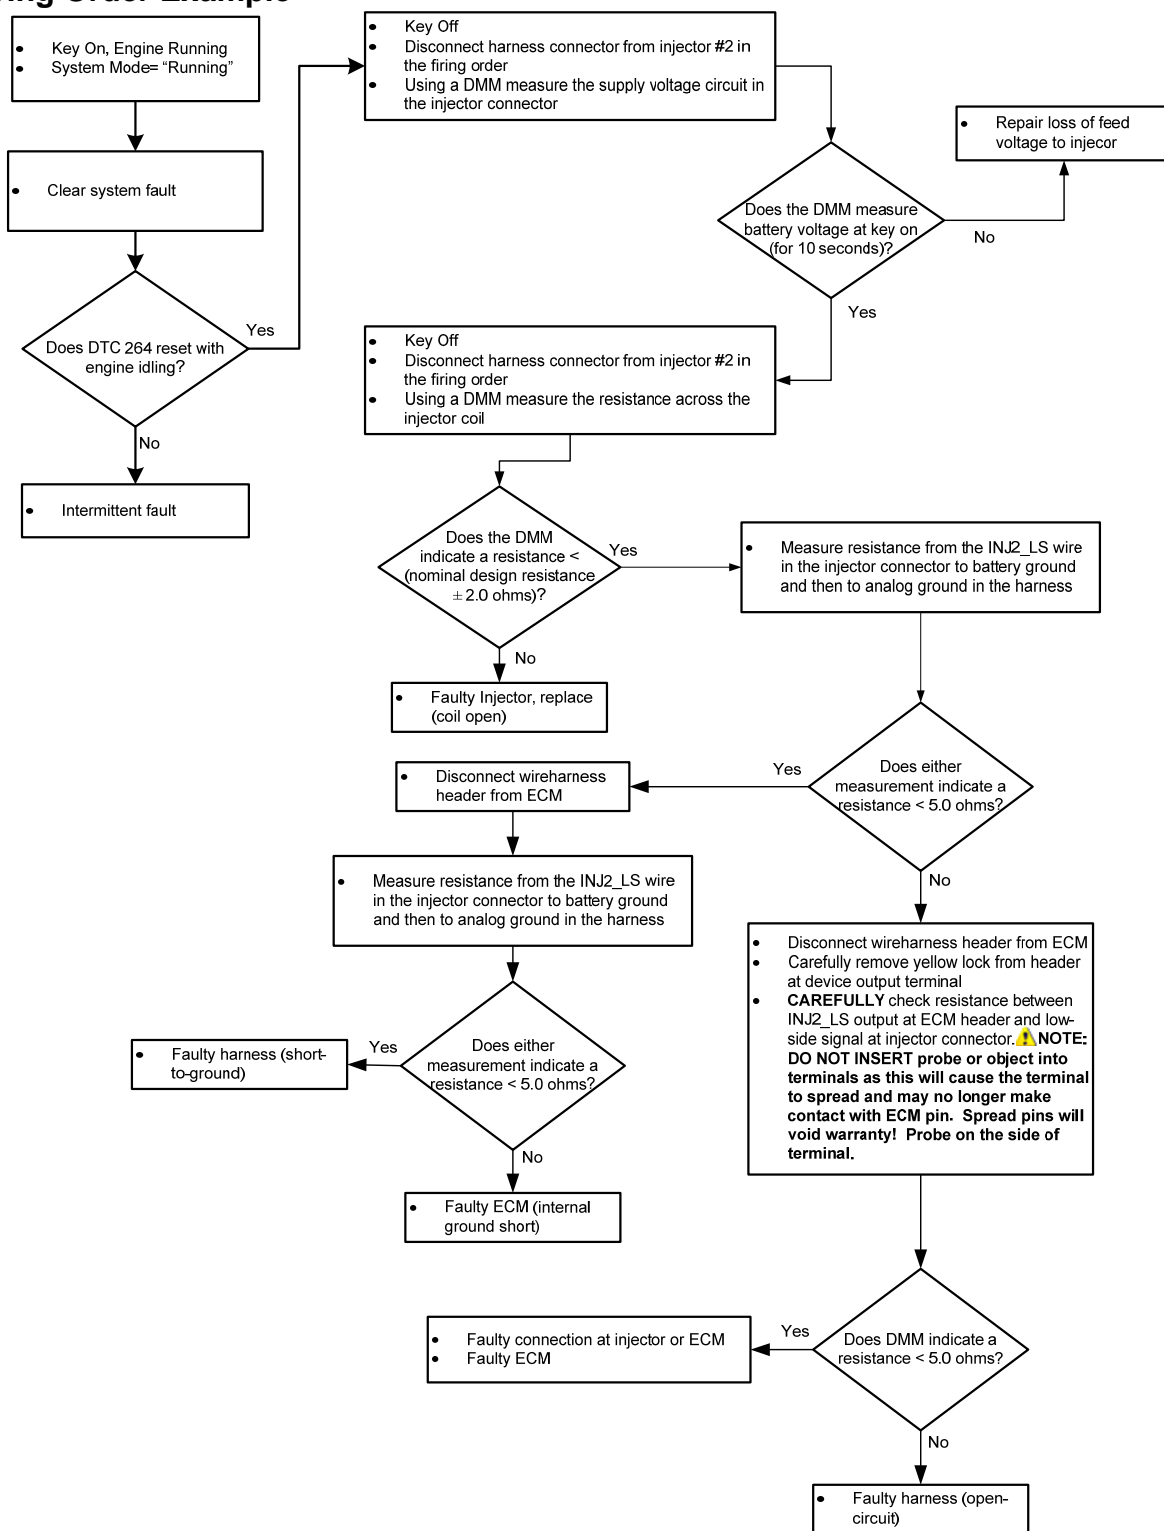 Key On, Engine Running
System Mode= “Running”
Clear system fault
Does DTC 264 reset with
engine idling?
Yes
No
Intermittent fault
Key Off
Disconnect harness connector from injector #2 in
the firing order
Using a DMM measure the supply voltage circuit in
the injector connector
Repair loss of feed
voltage to injecor
Does the DMM measure
battery voltage at key on
(for 10 seconds)?
No
Yes
Key Off
Disconnect harness connector from injector #2 in
the firing order
Using a DMM measure the resistance across the
injector coil
Does the DMM
indicate a resistance <
(nominal design resistance
± 2.0 ohms)?
Yes
No
Faulty Injector, replace
(coil open)
Measure resistance from the INJ2_LS wire
in the injector connector to battery ground
and then to analog ground in the harness
Does either
measurement indicate a
resistance < 5.0 ohms?
Yes
No
Disconnect wireharness
header from ECM
Measure resistance from the INJ2_LS wire
in the injector connector to battery ground
and then to analog ground in the harness
Does either
measurement indicate
a resistance < 5.0 ohms?
Yes
Faulty harness (short-
to-ground)
No
Faulty ECM (internal
ground short)
Disconnect wireharness header from ECM
Carefully remove yellow lock from header
at device output terminal
CAREFULLY check resistance between
INJ2_LS output at ECM header and low-
side signal at injector connector. NOTE:
DO NOT INSERT probe or object into
terminals as this will cause the terminal
to spread and may no longer make
contact with ECM pin. Spread pins will
void warranty! Probe on the side of
terminal.
Does DMM indicate a
resistance < 5.0 ohms?
Yes
Faulty connection at injector or ECM
Faulty ECM
No
Faulty harness (open-
circuit)